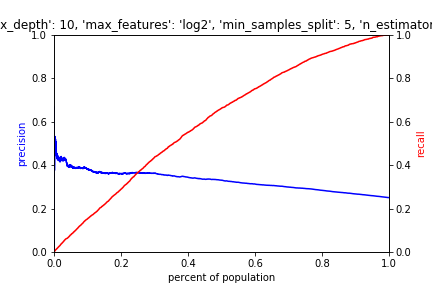 x_depth': 10, 'max_features': 'log2', 'min_samples_split': 5, 'n_estimator
1.0 1.0
0.8 0.8
0.6 0.6
precision recall
0.4 0.4
0.2 0.2
0.0 0.0
0.0 0.2 0.4 0.6 0.8 1.0
percent of population